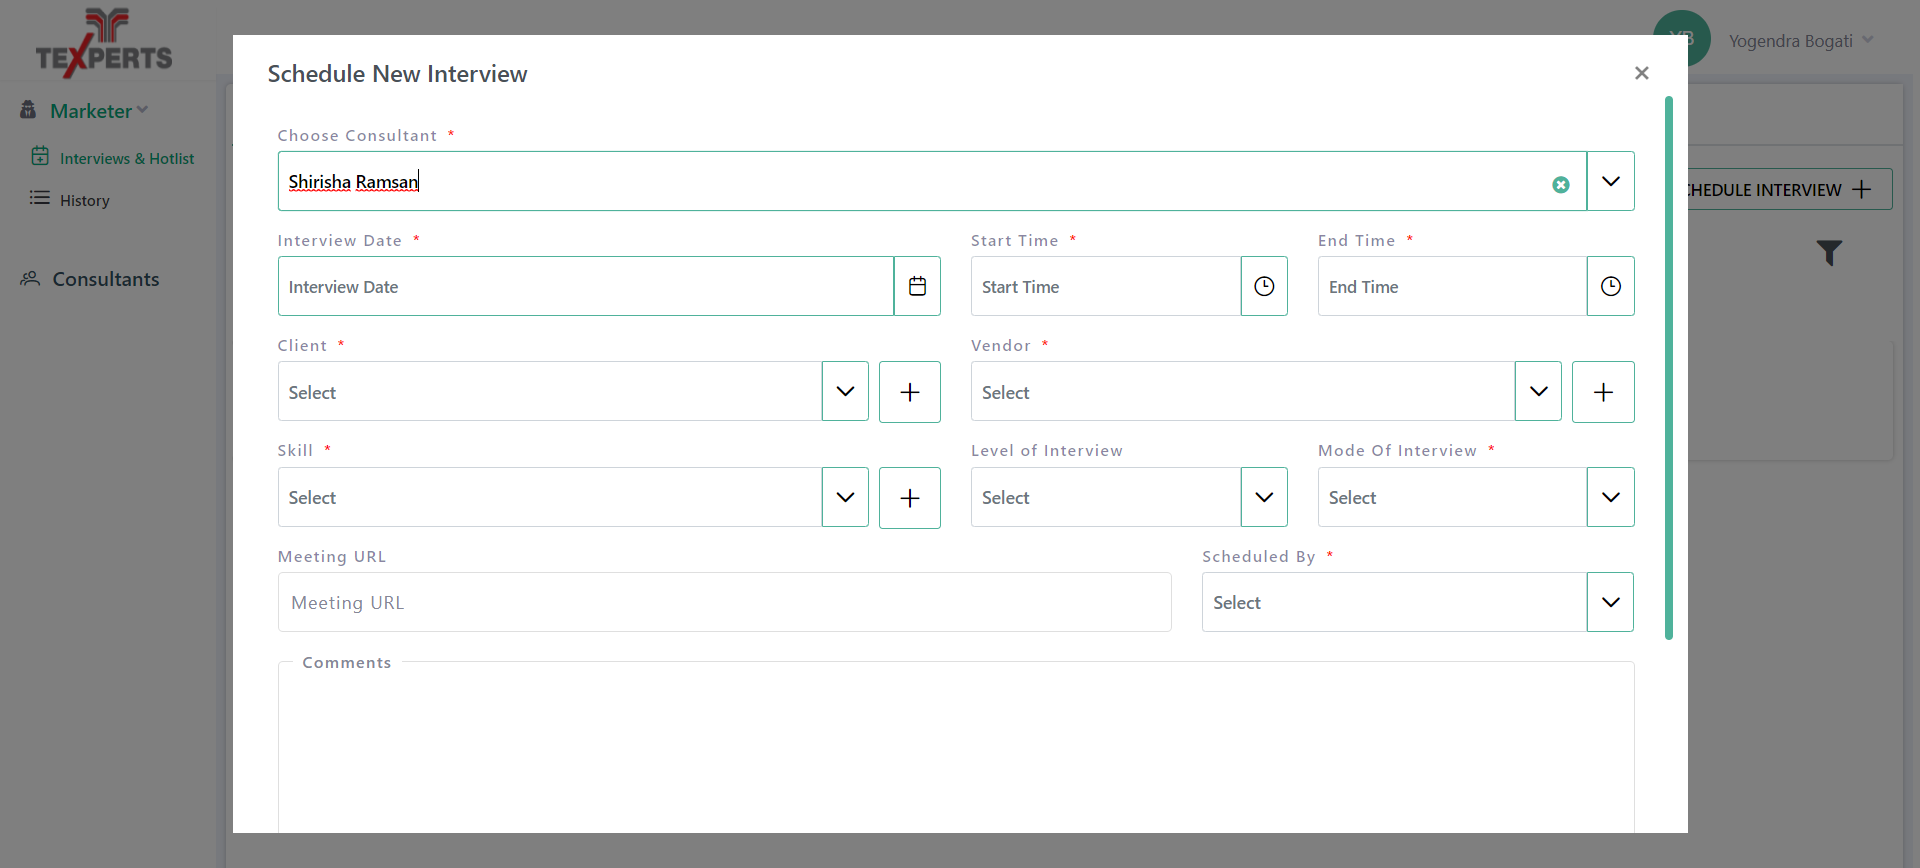 TEXPERTS
YB
Yogendra Bogati
Schedule New Interview
Marketer
Interviews & Hotlist
History
Consultants
CHEDULE INTERVIEW
Choose Consultant *
Shirisha Ramsan
Interview Date * Start Time * End Time *
Interview Date Start Time End Time
Client * Vendor *
Select Select
Skill * Level of Interview Mode Of Interview *
Select Select Select
Meeting URL Scheduled By *
Meeting URL Select
Comments